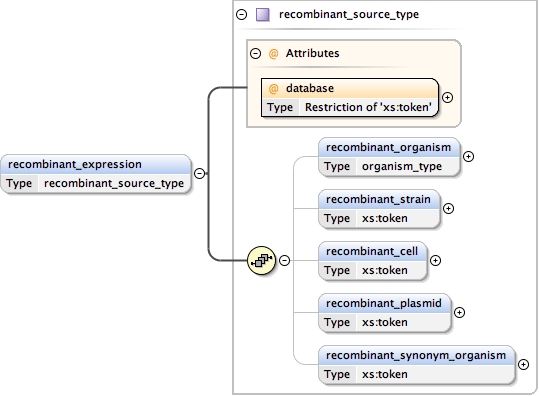 recombinant_source_type
@ Attributes
@ database
Type Restriction of 'xs:token'
recombinant_expression
Type recombinant_source_type
recombinant_organism
Type organism_type
recombinant_strain
Type xs:token
recombinant_cell
Type xs:token
recombinant_plasmid
Type xs:token
recombinant_synonym_organism
Type xs:token